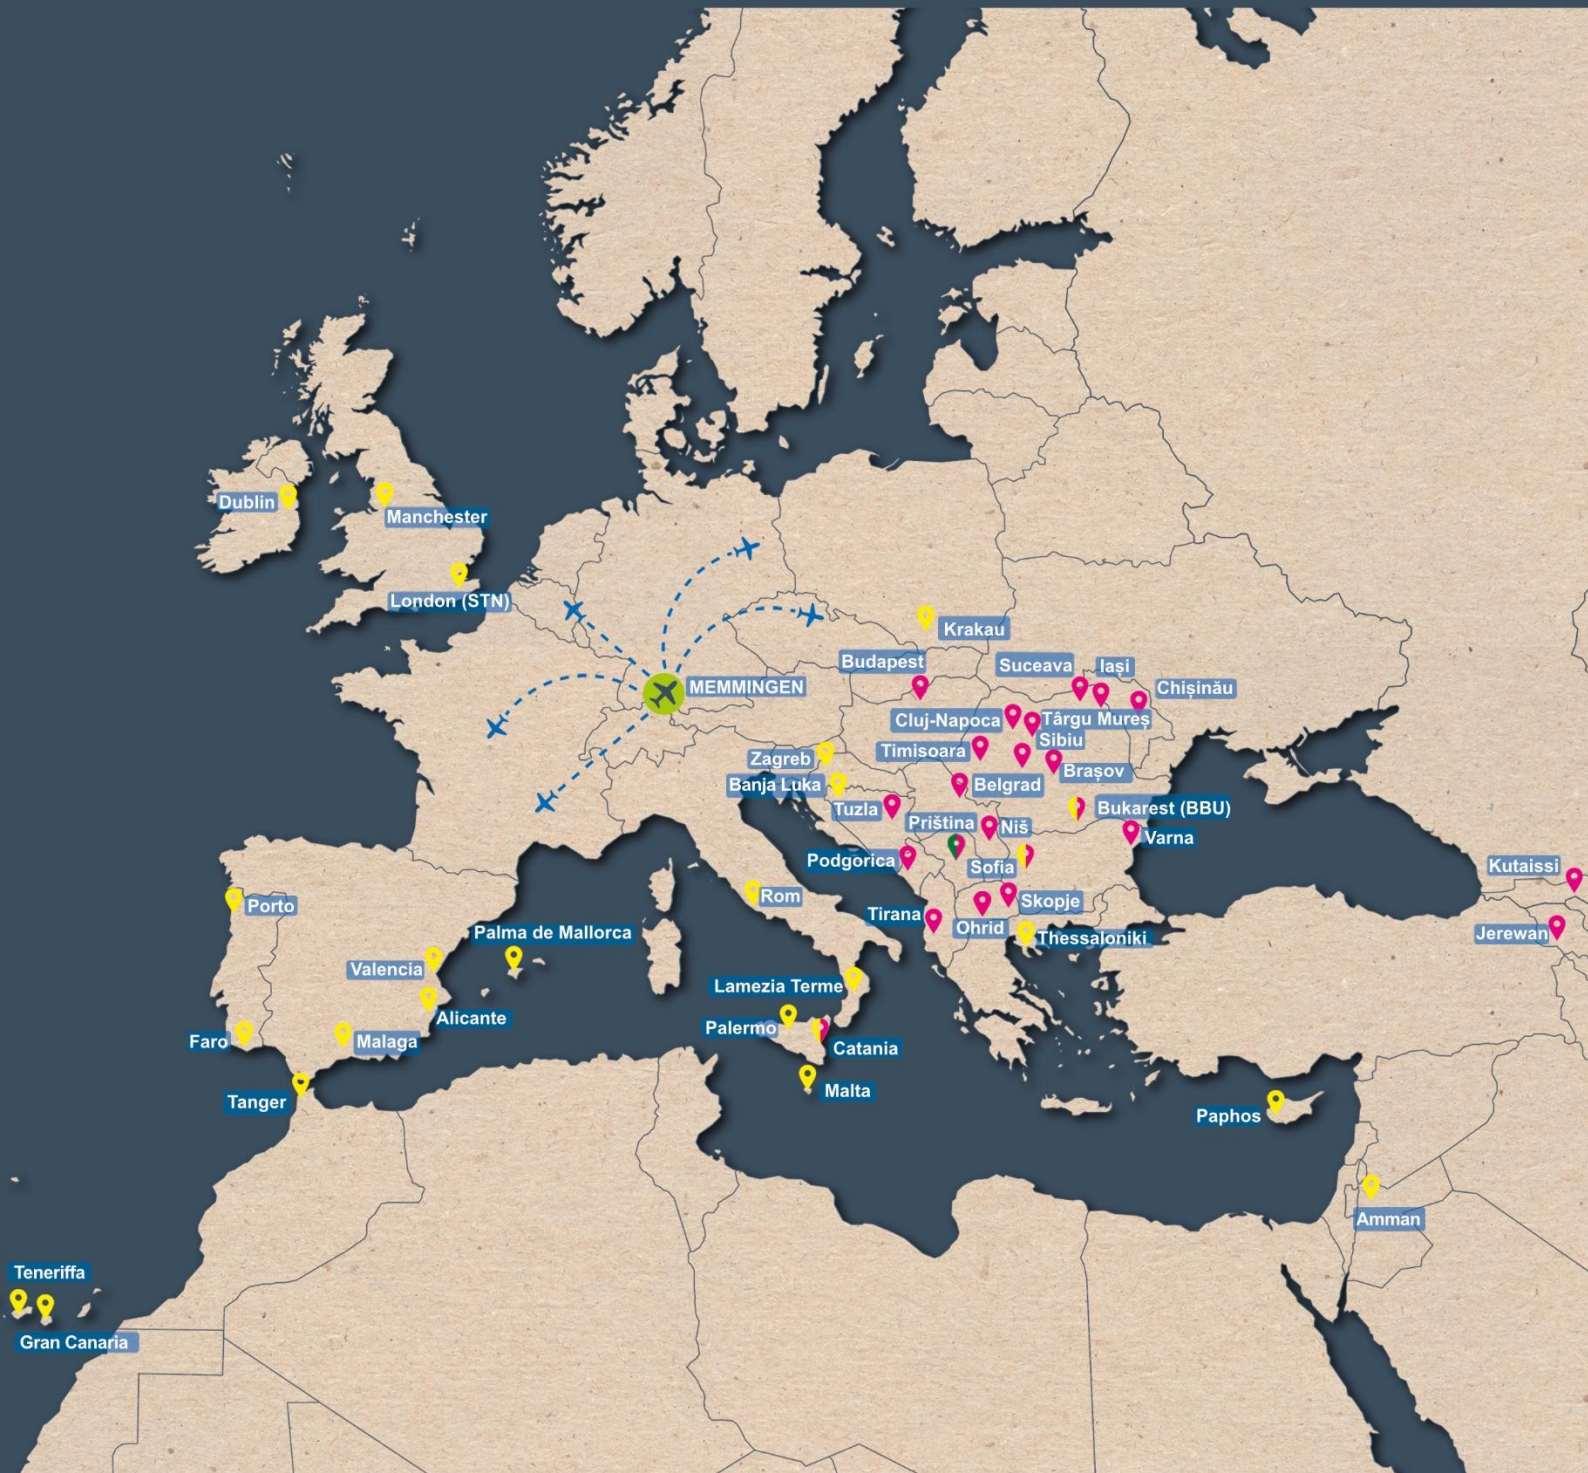 Dublin
Manchester
London (STN)
Krakau
Budapest
Suceava
Iași
Chișinău
MEMMINGEN
Cluj-Napoca
Târgu Mureș
Sibiu
Timisoara
Zagreb
Brașov
Banja Luka
Belgrad
Tuzla
Bukarest (BBU)
Priština
Niš
Varna
Podgorica
Sofia
Kutaissi
Rom
Skopje
Porto
Tirana
Ohrid
Palma de Mallorca
Thessaloniki
Jerewan
Valencia
Lamezia Terme
Alicante
Palermo
Faro
Malaga
Catania
Malta
Tanger
Paphos
Amman
Teneriffa
Gran Canaria